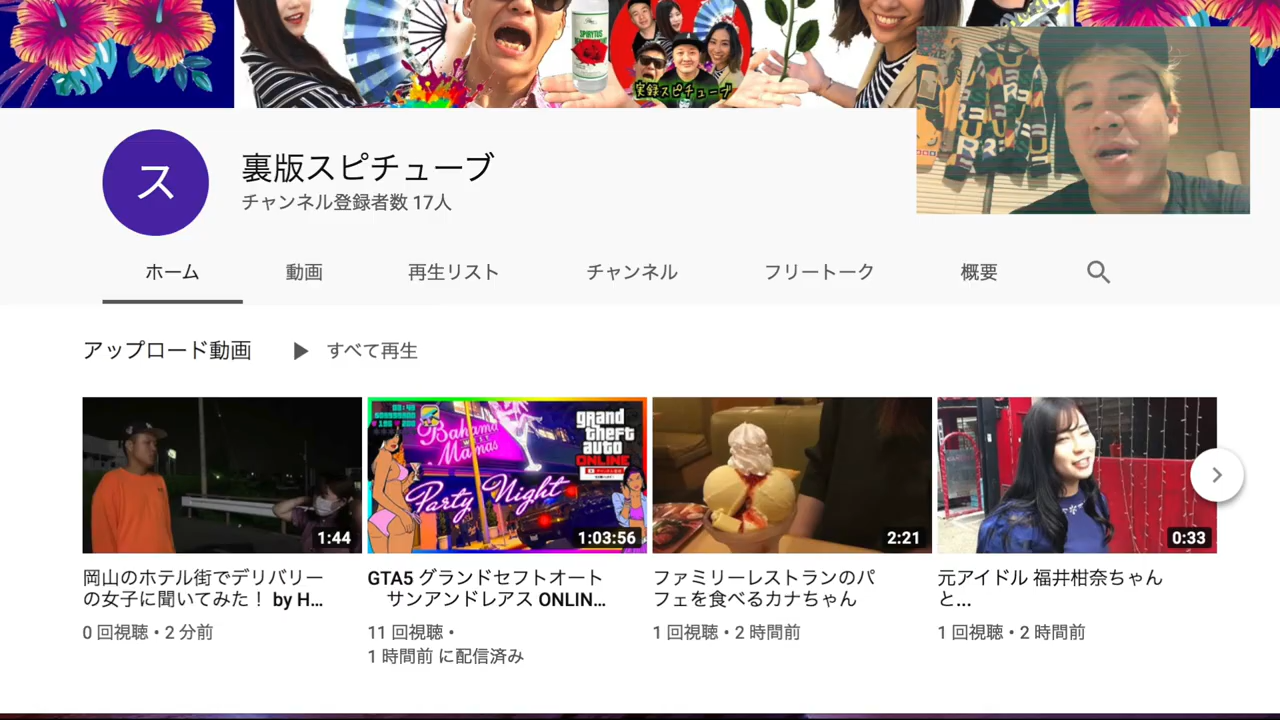 SPIRYTUS
実録スピチューブ
ス
裏版スピチューブ
チャンネル登録者数 17人
ホーム
動画
再生リスト
チャンネル
フリートーク
概要
アップロード動画
すべて再生
1:44
Bahama
Mamas
Party Night
grand
theft
auto
ONLINE
1:03:56
2:21
0:33
岡山のホテル街でデリバリー
の女子に聞いてみた！ by H...
0 回視聴・2 分前
GTA5 グランドセフトオート
サンアンドレアス ONLIN...
11 回視聴・
1 時間前 に配信済み
ファミリーレストランのパ
フェを食べるカナちゃん
1 回視聴・2 時間前
元アイドル 福井柑奈ちゃん
と...
1 回視聴・2 時間前